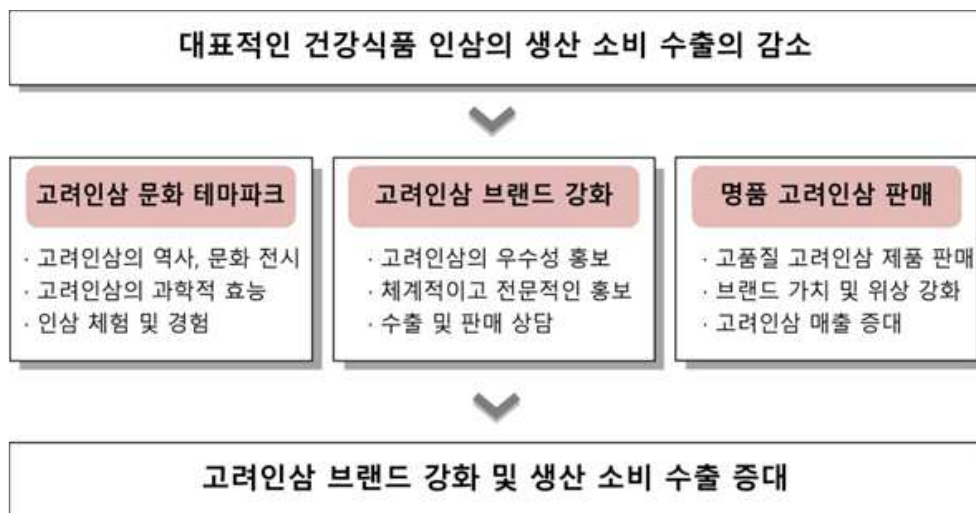 대표적인 건강식품 인삼의 생산 소비 수출의 감소
고려인삼 문화 테마파크
· 고려인삼의 역사, 문화 전시
· 고려인삼의 과학적 효능
· 인삼 체험 및 경험
고려인삼 브랜드 강화
· 고려인삼의 우수성 홍보
· 체계적이고 전문적인 홍보
· 수출 및 판매 상담
명품 고려인삼 판매
· 고품질 고려인삼 제품 판매
· 브랜드 가치 및 위상 강화
· 고려인삼 매출 증대
고려인삼 브랜드 강화 및 생산 소비 수출 증대